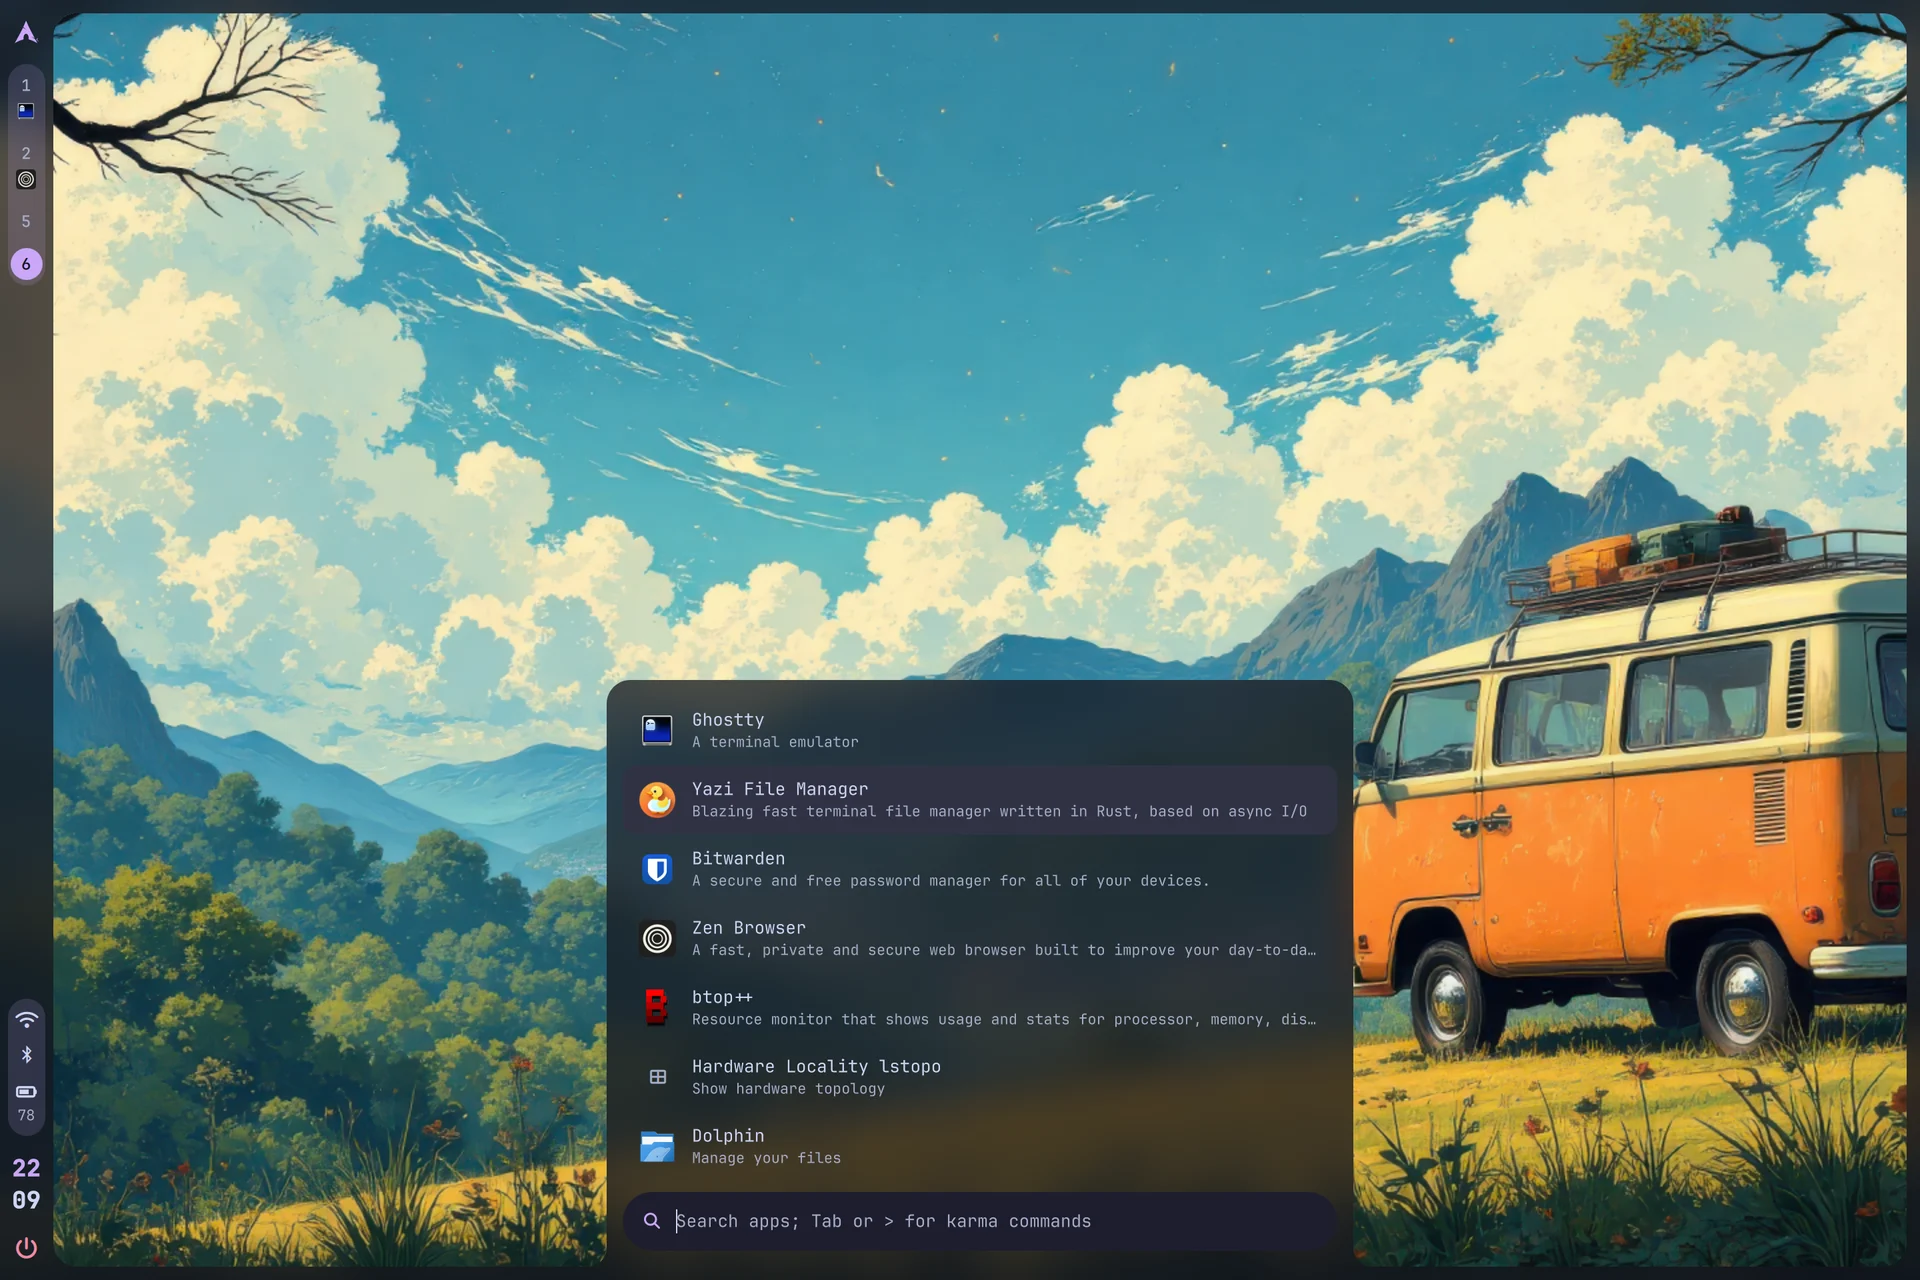 1
2
5
6
78
22
09
Ghostty
A terminal emulator
Yazi File Manager
Blazing fast terminal file manager written in Rust, based on async I/O
Bitwarden
A secure and free password manager for all of your devices.
Zen Browser
A fast, private and secure web browser built to improve your day-to-da…
btop++
Resource monitor that shows usage and stats for processor, memory, dis…
Hardware Locality lstopo
Show hardware topology
Dolphin
Manage your files
Search apps; Tab or > for karma commands